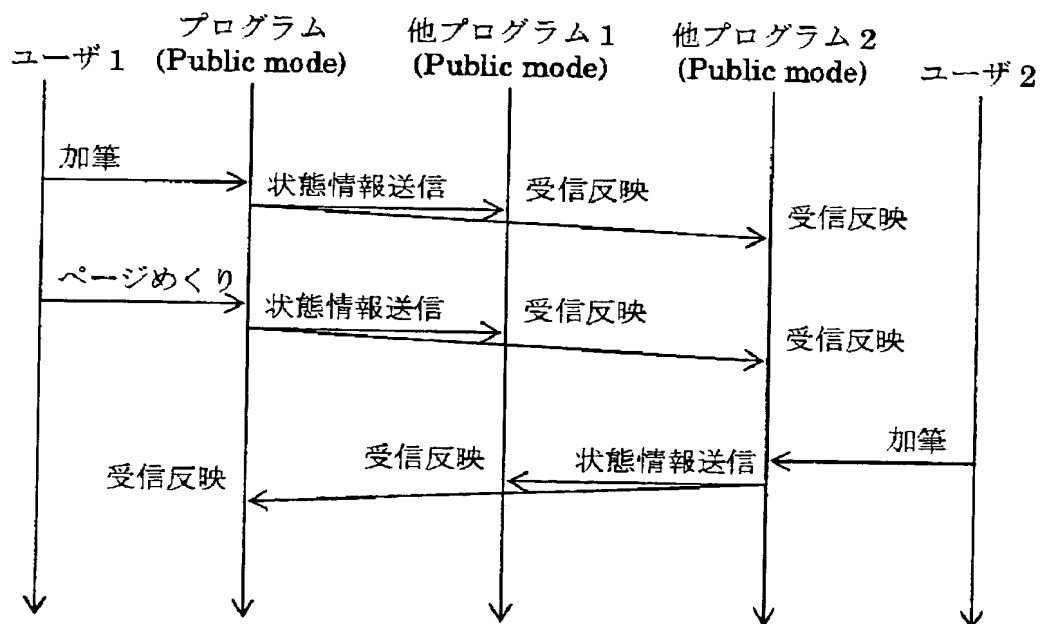 ユーザ 1
プログラム
(Public mode)
他プログラム 1
(Public mode)
他プログラム 2
(Public mode)
ユーザ 2
加筆
状態情報送信
受信反映
受信反映
ページめくり
状態情報送信
受信反映
受信反映
加筆
状態情報送信
受信反映
受信反映